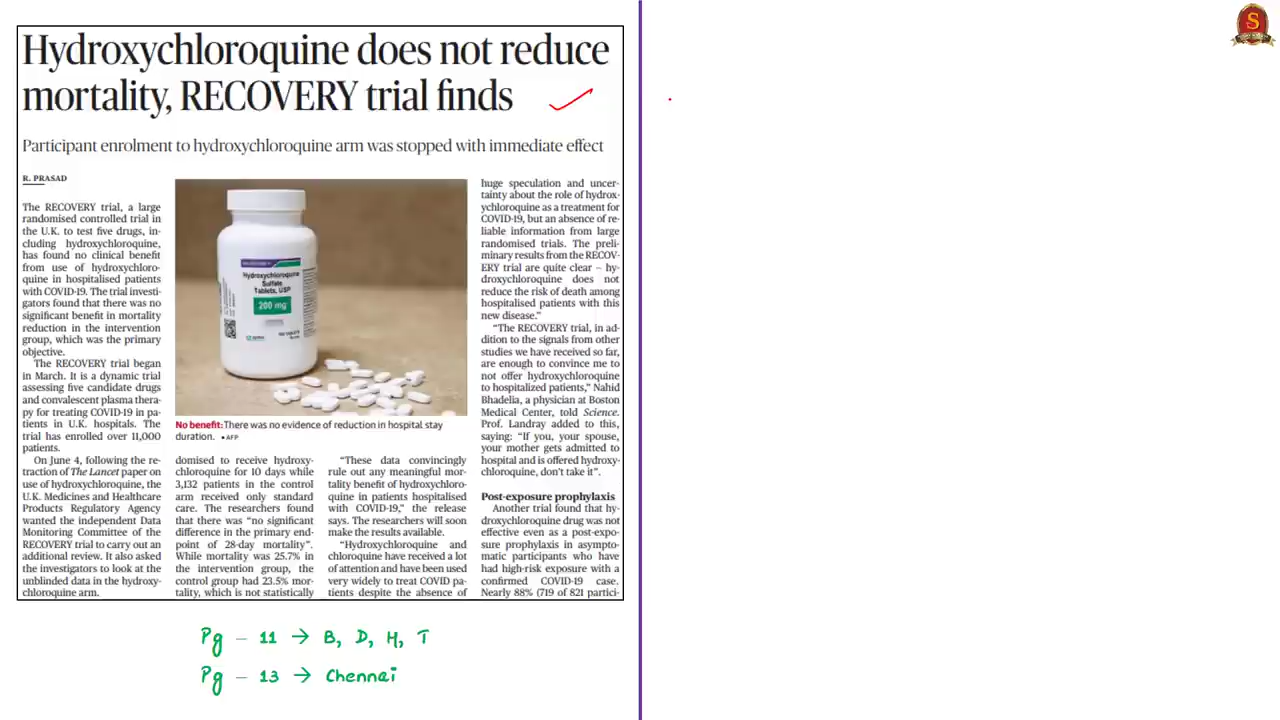 Hydroxychloroquine does not reduce
mortality, RECOVERY trial finds
Participant enrolment to hydroxychloroquine arm was stopped with immediate effect
R. PRASAD
The RECOVERY trial, a large
randomised controlled trial in
the U.K. to test five drugs, in-
cluding hydroxychloroquine,
has found no clinical benefit
from use of hydroxychloro-
quine in hospitalised patients
with COVID-19. The trial investi-
gators found that there was no
significant benefit in mortality
reduction in the intervention
group, which was the primary
objective.
The RECOVERY trial began
in March. It is a dynamic trial
assessing five candidate drugs
and convalescent plasma thera-
py for treating COVID-19 in pa-
tients in U.K. hospitals. The
trial has enrolled over 11,000
patients.
On June 4, following the re-
traction of The Lancet paper on
use of hydroxychloroquine, the
U.K. Medicines and Healthcare
Products Regulatory Agency
wanted the independent Data
Monitoring Committee of the
RECOVERY trial to carry out an
additional review. It also asked
the investigators to look at the
unblinded data in the hydroxy-
chloroquine arm.
Hydroxychloroquine
Sulfate
Tablets, USP
200 mg
No benefit: There was no evidence of reduction in hospital stay
duration. • AFP
domised to receive hydroxy-
chloroquine for 10 days while
3,132 patients in the control
arm received only standard
care. The researchers found
that there was “no significant
difference in the primary end-
point of 28-day mortality”.
While mortality was 25.7% in
the intervention group, the
control group had 23.5% mor-
tality, which is not statistically
“These data convincingly
rule out any meaningful mor-
tality benefit of hydroxychloro-
quine in patients hospitalised
with COVID-19,” the release
says. The researchers will soon
make the results available.
“Hydroxychloroquine and
chloroquine have received a lot
of attention and have been used
very widely to treat COVID pa-
tients despite the absence of
huge speculation and uncer-
tainty about the role of hydrox-
ychloroquine as a treatment for
COVID-19, but an absence of re-
liable information from large
randomised trials. The preli-
minary results from the RECOV-
ERY trial are quite clear – hy-
droxychloroquine does not
reduce the risk of death among
hospitalised patients with this
new disease.”
“The RECOVERY trial, in ad-
dition to the signals from other
studies we have received so far,
are enough to convince me to
not offer hydroxychloroquine
to hospitalized patients,” Nahid
Bhadelia, a physician at Boston
Medical Center, told Science.
Prof. Landray added to this,
saying: “If you, your spouse,
your mother gets admitted to
hospital and is offered hydroxy-
chloroquine, don’t take it”.
Post-exposure prophylaxis
Another trial found that hy-
droxychloroquine drug was not
effective even as a post-expo-
sure prophylaxis in asympto-
matic participants who have
had high-risk exposure with a
confirmed COVID-19 case.
Nearly 88% (719 of 821 partici-
Pg – 11 → B, D, H, T
Pg – 13 → Chennai
S